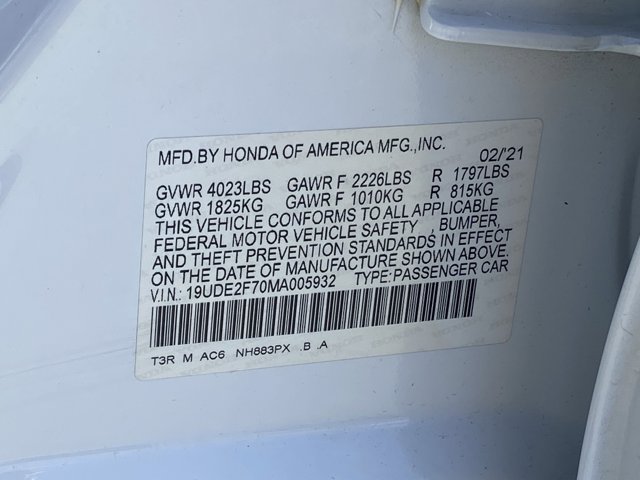 MFD.BY HONDA OF AMERICA MFG.,INC. 02/'21
GVWR 4023LBS GAWR F 2226LBS R 1797LBS
GVWR 1825KG GAWR F 1010KG R 815KG
THIS VEHICLE CONFORMS TO ALL APPLICABLE
FEDERAL MOTOR VEHICLE SAFETY , BUMPER,
AND THEFT PREVENTION STANDARDS IN EFFECT
ON THE DATE OF MANUFACTURE SHOWN ABOVE.
V.I.N.: 19UDE2F70MA005932 TYPE:PASSENGER CAR
T3R M AC6 NH883PX .B .A